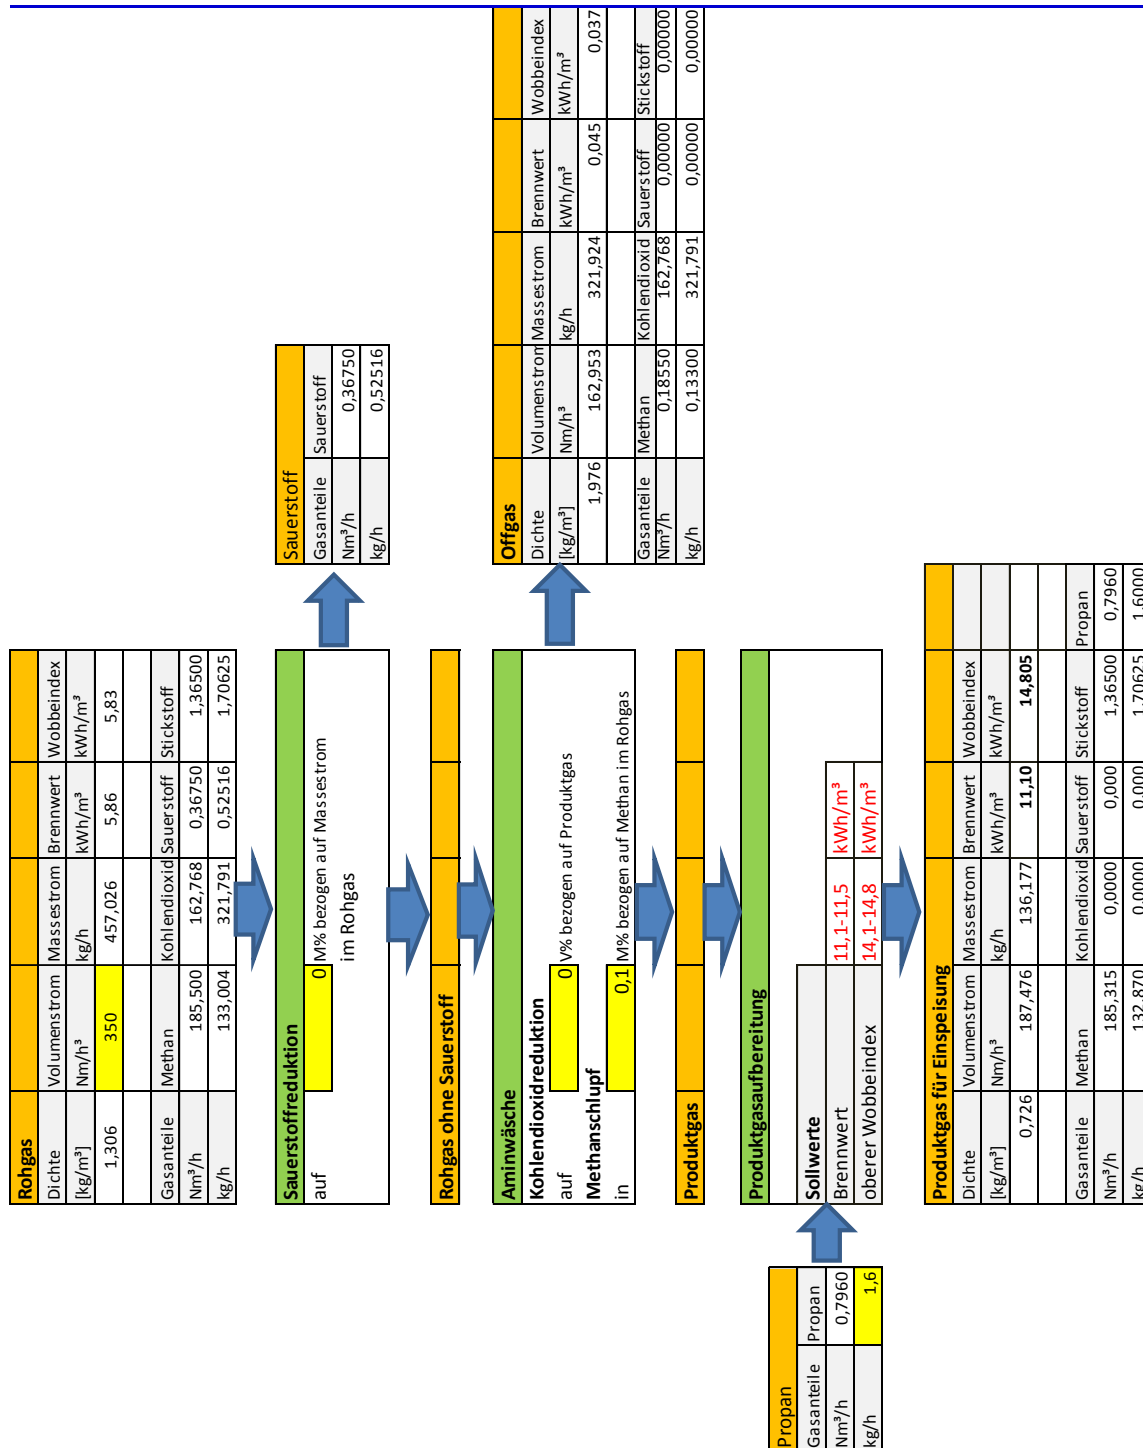 Rohgas
Dichte Volumenstrom Massestrom Brennwert Wobbeindex
[kg/m³] Nm/h³ kg/h kWh/m³ kWh/m³
1,306 350 457,026 5,86 5,83
Gasanteile Methan Kohlendioxid Sauerstoff Stickstoff
Nm³/h 185,500 162,768 0,36750 1,36500
kg/h 133,004 321,791 0,52516 1,70625
Sauerstoffreduktion
auf 0 M% bezogen auf Massestrom
im Rohgas
Sauerstoff
Gasanteile Sauerstoff
Nm³/h 0,36750
kg/h 0,52516
Rohgas ohne Sauerstoff
Aminwäsche
Kohlendioxidreduktion
auf 0 V% bezogen auf Produktgas
Methanschlupf
in 0,1 M% bezogen auf Methan im Rohgas
Offgas
Dichte Volumenstrom Massestrom Brennwert Wobbeindex
[kg/m³] Nm/h³ kg/h kWh/m³ kWh/m³
1,976 162,953 321,924 0,045 0,037
Gasanteile Methan Kohlendioxid Sauerstoff Stickstoff
Nm³/h 0,18550 162,768 0,00000 0,00000
kg/h 0,13300 321,791 0,00000 0,00000
Produktgas
Propan
Gasanteile Propan
Nm³/h 0,7960
kg/h 1,6
Produktgasaufbereitung
Sollwerte
Brennwert 11,1-11,5 kWh/m³
oberer Wobbeindex 14,1-14,8 kWh/m³
Produktgas für Einspeisung
Dichte Volumenstrom Massestrom Brennwert Wobbeindex
[kg/m³] Nm/h³ kg/h kWh/m³ kWh/m³
0,726 187,476 136,177 11,10 14,805
Gasanteile Methan Kohlendioxid Sauerstoff Stickstoff Propan
Nm³/h 185,315 0,0000 0,000 1,36500 0,7960
kg/h 132,870 0,0000 0,000 1,70625 1,6000